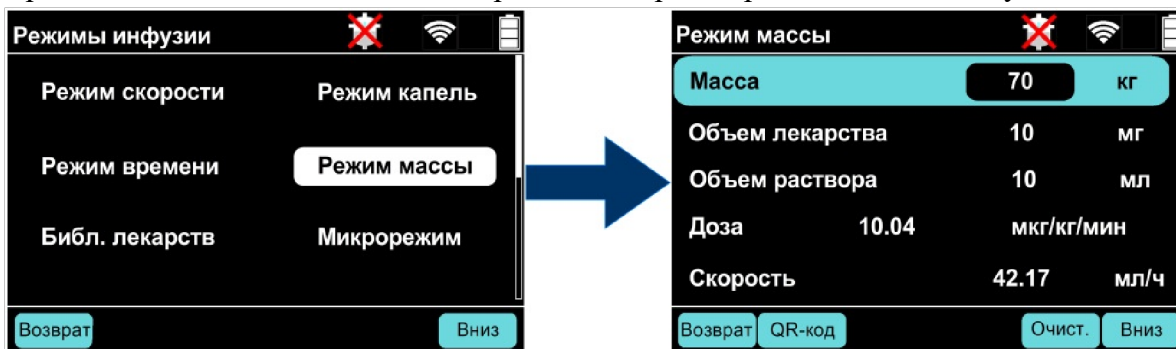 Режимы инфузии
Режим скорости Режим капель
Режим времени Режим массы
Библ. лекарств Микрорежим
Возврат Вниз
Режим массы
Масса 70 кг
Объем лекарства 10 мг
Объем раствора 10 мл
Доза 10.04 мкг/кг/мин
Скорость 42.17 мл/ч
Возврат QR-код Очист. Вниз